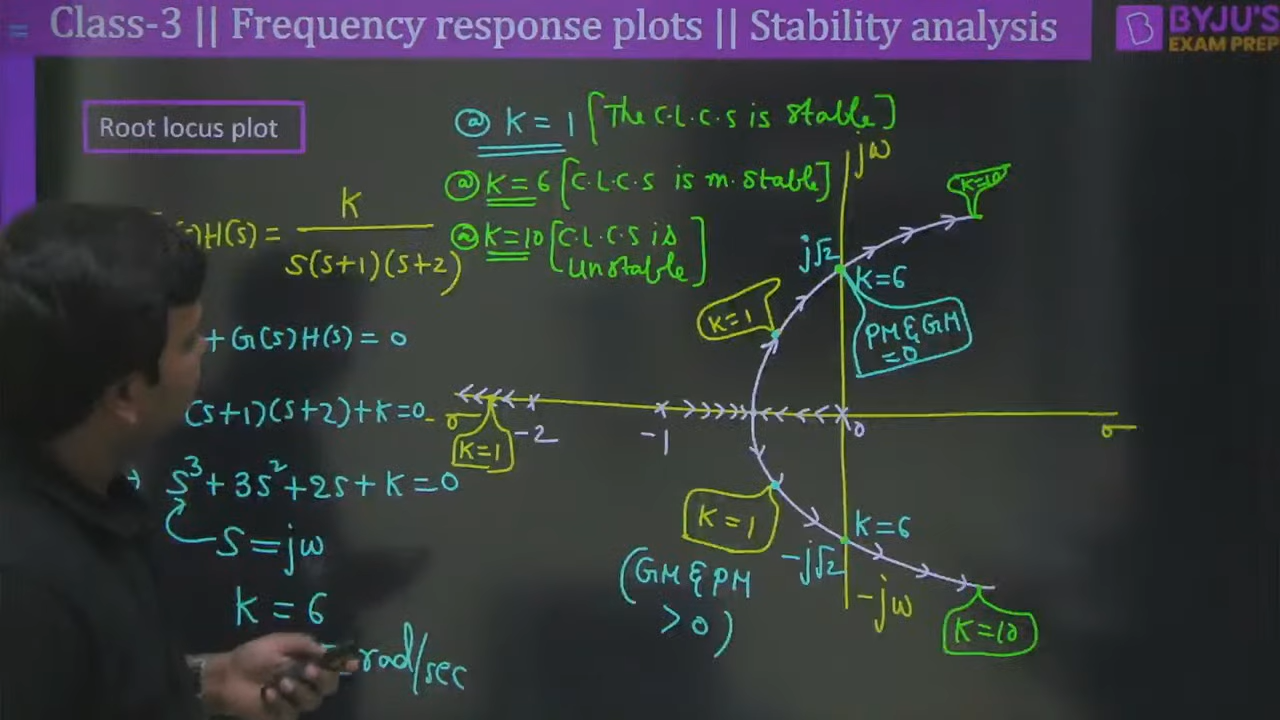 Class-3 || Frequency response plots || Stability analysis
BYJU'S
EXAM PREP
Root locus plot
@ K = 1 [The C.L.C.S is stable]
@ K = 6 [C.L.C.S is m. stable]
@ K = 10 [C.L.C.S is
unstable]
)H(s) = K
s(s+1)(s+2)
+ G(s)H(s) = 0
(s+1)(s+2)+K=0
s³+3s²+2s+K=0
s = jω
K = 6
rad/sec
jω
K=10
j√2
K=6
K=1
PM & GM
=0
-σ
-2
-1
0
σ
K=1
K=1
K=6
-j√2
(GM & PM
>0)
-jω
K=10